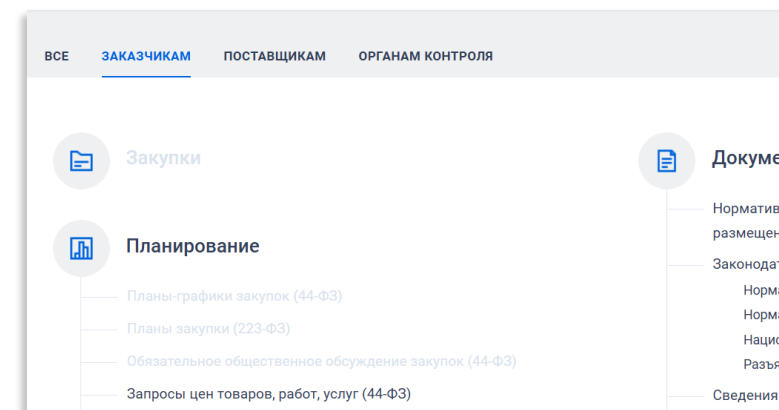 ВСЕ ЗАКАЗЧИКАМ ПОСТАВЩИКАМ ОРГАНАМ КОНТРОЛЯ
Закупки
Планирование
Планы-графики закупок (44-ФЗ)
Планы закупки (223-ФЗ)
Обязательное общественное обсуждение закупок (44-ФЗ)
Запросы цен товаров, работ, услуг (44-ФЗ)
Сведения